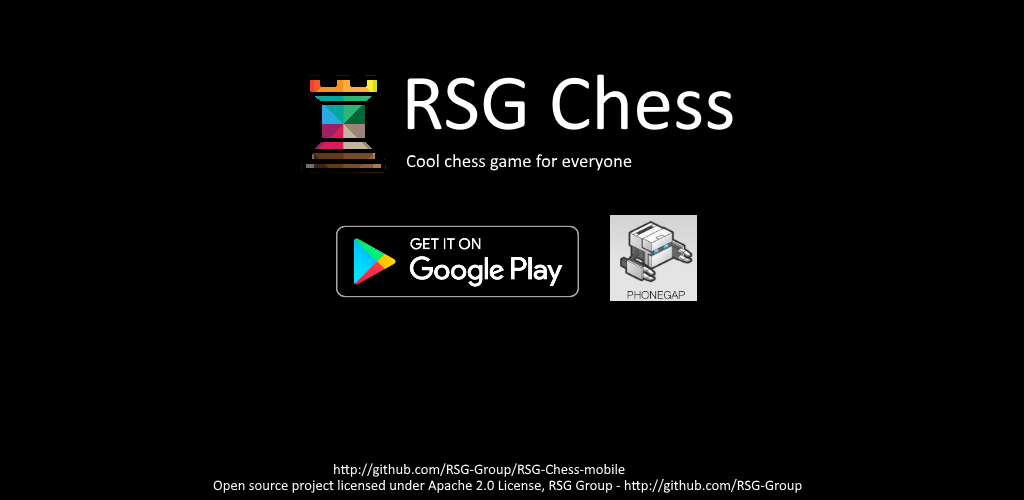 RSG Chess
Cool chess game for everyone
GET IT ON
Google Play
PHONEGAP
http://github.com/RSG-Group/RSG-Chess-mobile
Open source project licensed under Apache 2.0 License, RSG Group - http://github.com/RSG-Group